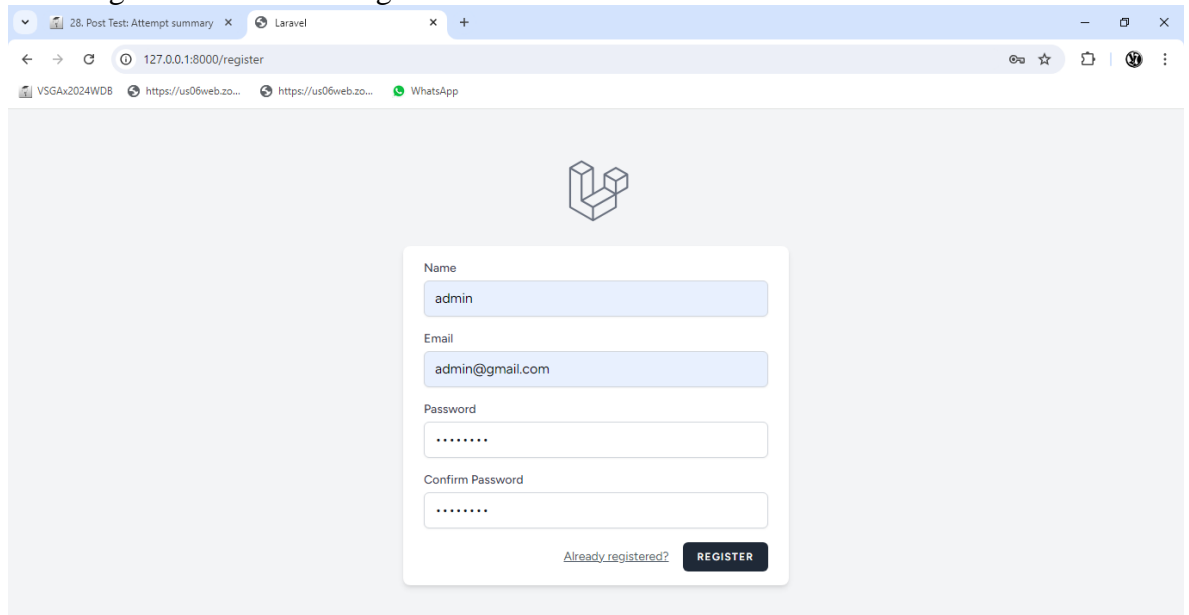 28. Post Test: Attempt summary
Laravel
127.0.0.1:8000/register
VSGAx2024WDB https://us06web.zo... https://us06web.zo... WhatsApp
Name
admin
Email
admin@gmail.com
Password
••••••••
Confirm Password
••••••••
Already registered? REGISTER